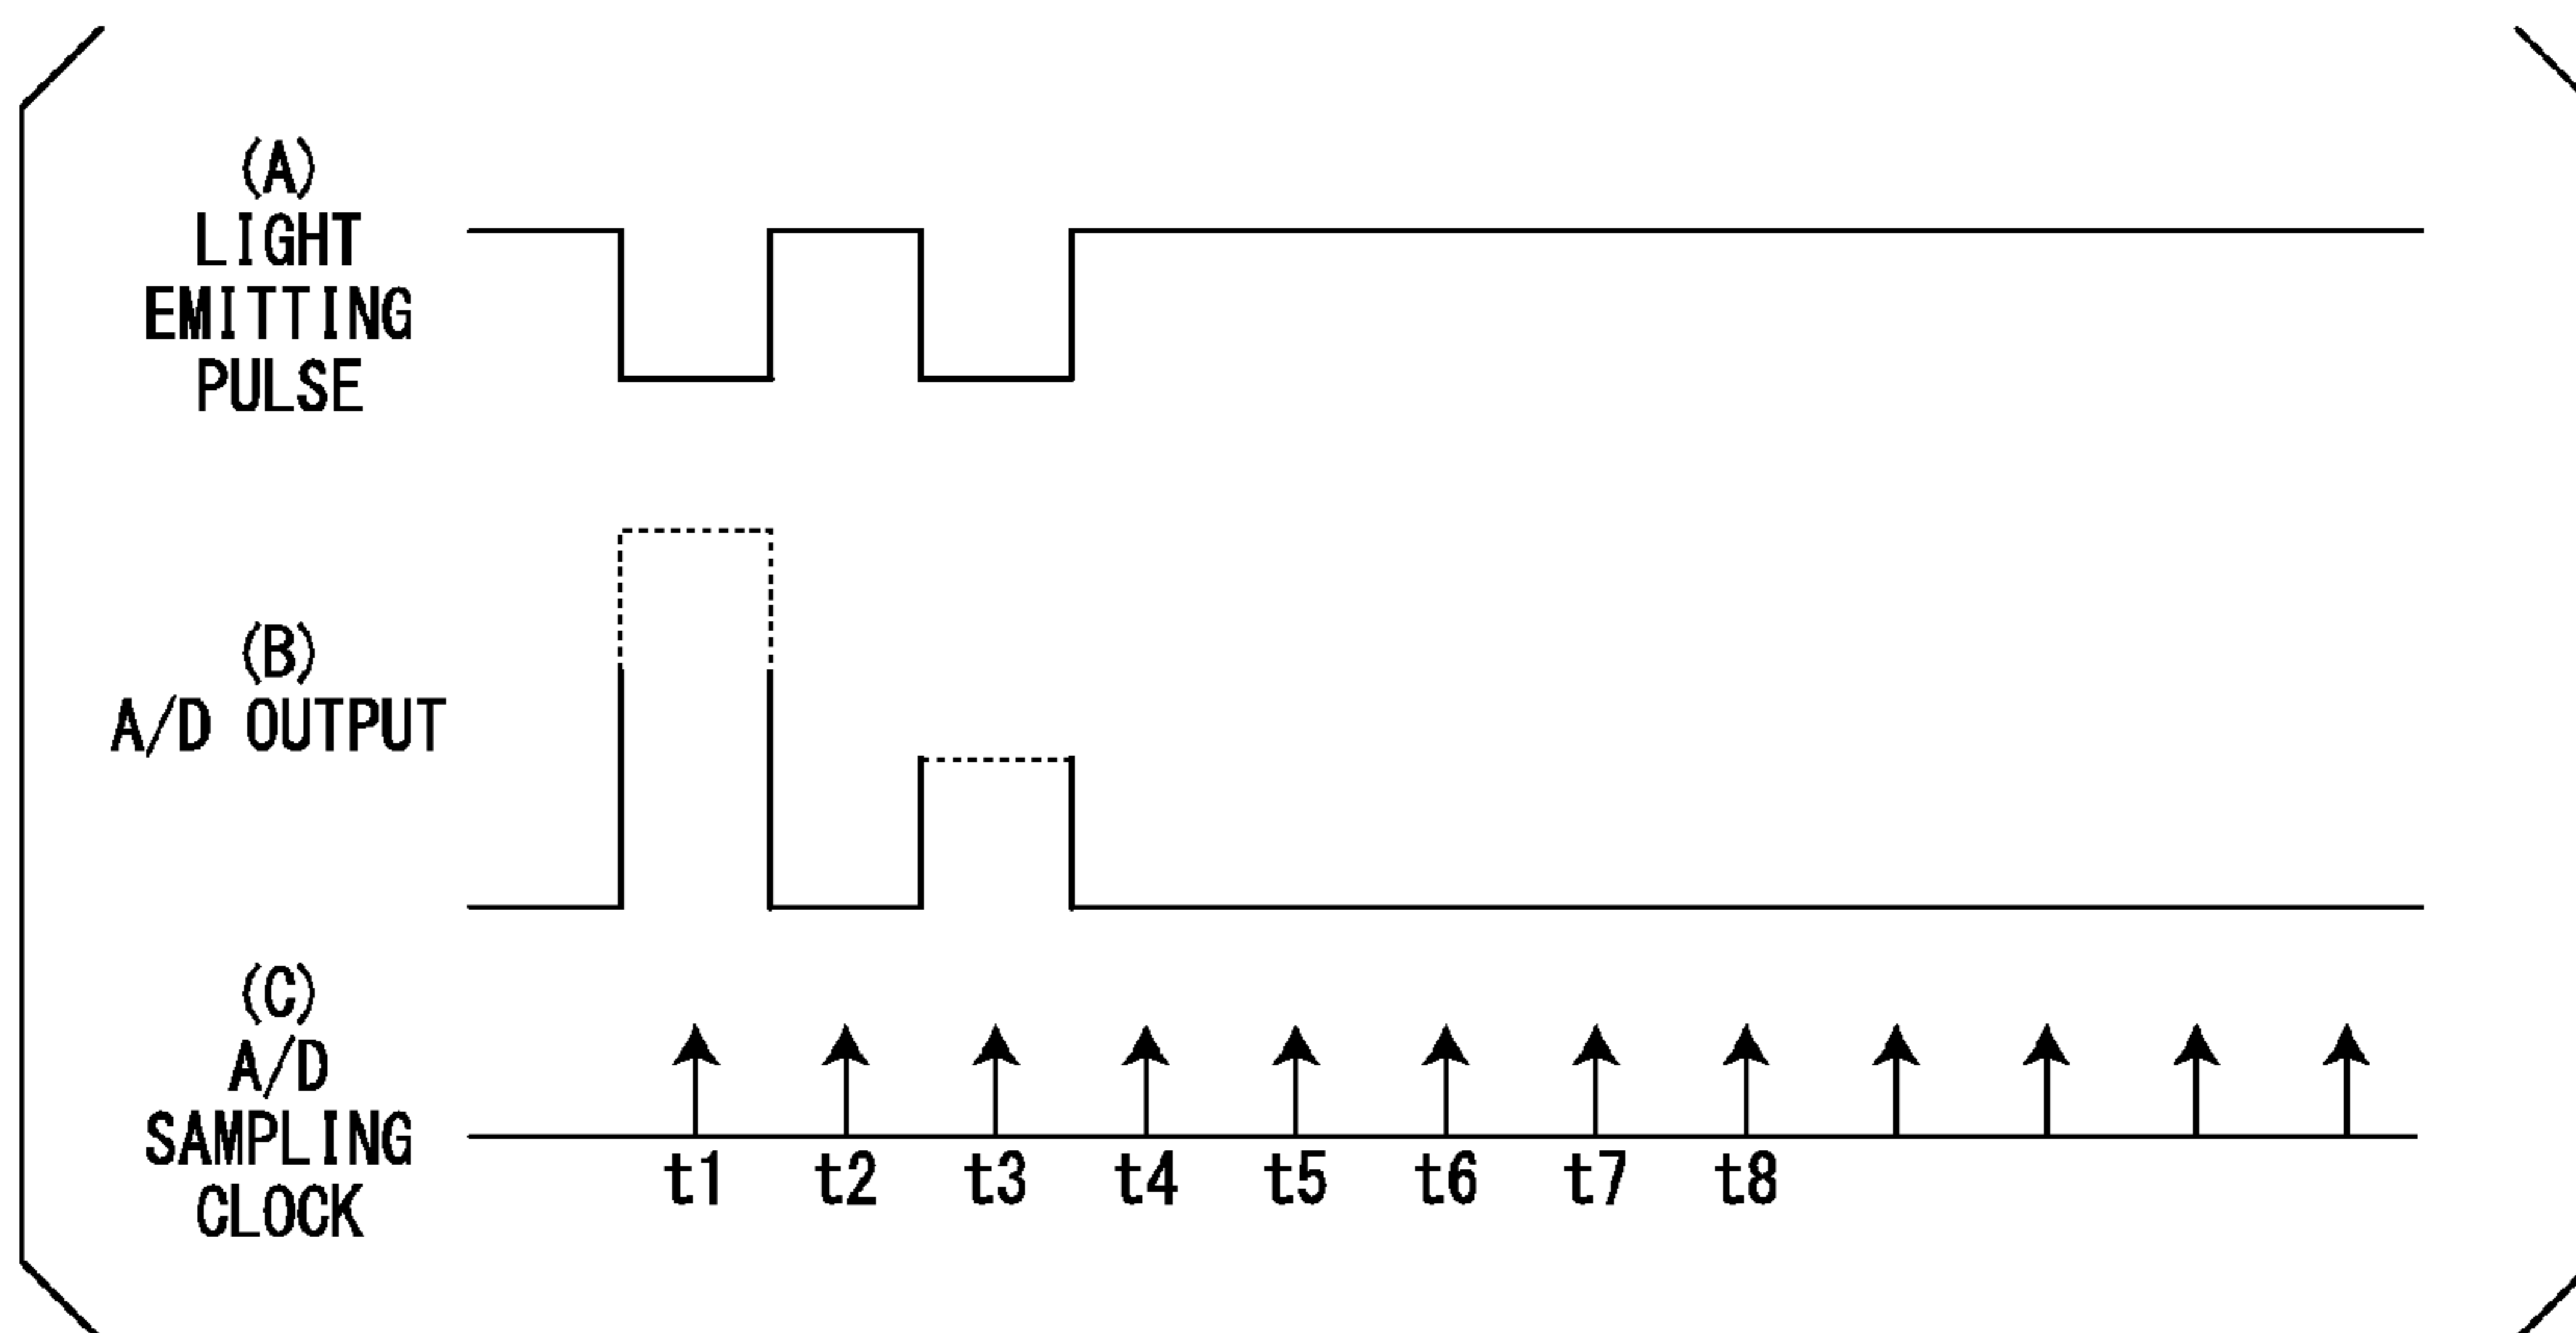 (A)
LIGHT
EMITTING
PULSE
(B)
A/D OUTPUT
(C)
A/D
SAMPLING
CLOCK
t1 t2 t3 t4 t5 t6 t7 t8